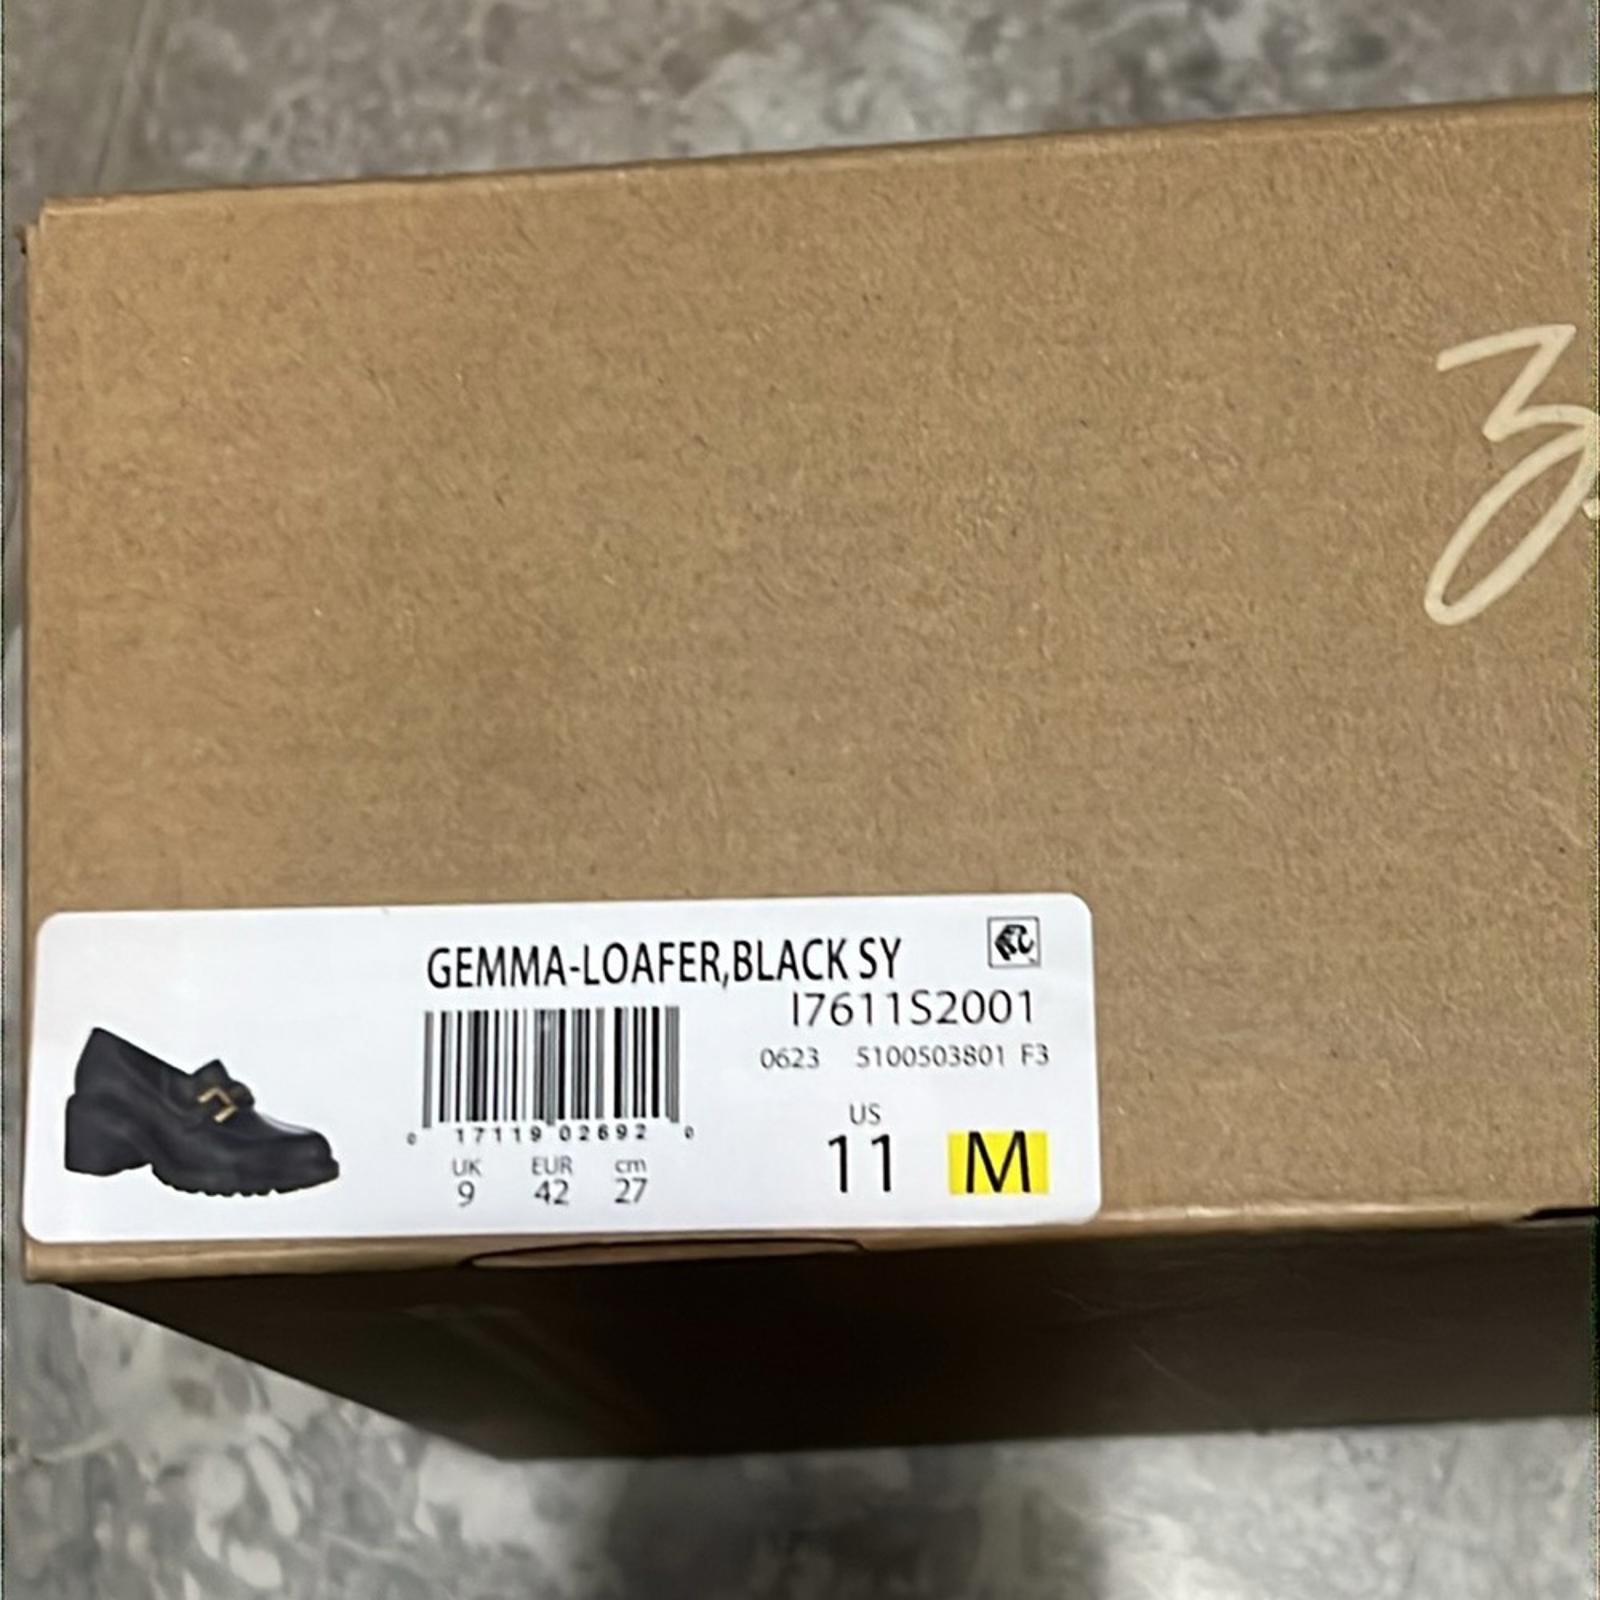 GEMMA-LOAFER,BLACK SY
I7611S2001
0623 5100503801 F3
0 17119 02692 0
UK EUR cm
9 42 27
US
11 M